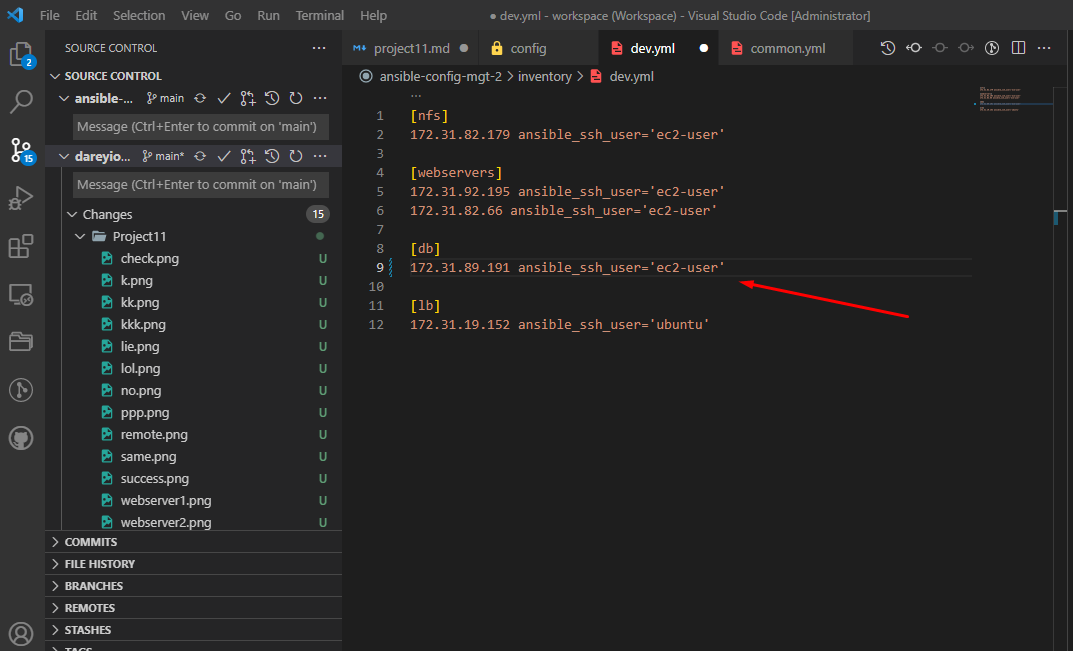 File Edit Selection View Go Run Terminal Help ● dev.yml - workspace (Workspace) - Visual Studio Code [Administrator]
SOURCE CONTROL ···
SOURCE CONTROL
ansible-... main ···
Message (Ctrl+Enter to commit on 'main')
dareyio... main* ···
Message (Ctrl+Enter to commit on 'main')
Changes 15
Project11
check.png U
k.png U
kk.png U
kkk.png U
lie.png U
lol.png U
no.png U
ppp.png U
remote.png U
same.png U
success.png U
webserver1.png U
webserver2.png U
COMMITS
FILE HISTORY
BRANCHES
REMOTES
STASHES
TAGS
2
15
project11.md ● config dev.yml ● common.yml ···
ansible-config-mgt-2 > inventory > dev.yml
...
1 [nfs]
2 172.31.82.179 ansible_ssh_user='ec2-user'
3
4 [webservers]
5 172.31.92.195 ansible_ssh_user='ec2-user'
6 172.31.82.66 ansible_ssh_user='ec2-user'
7
8 [db]
9 172.31.89.191 ansible_ssh_user='ec2-user'
10
11 [lb]
12 172.31.19.152 ansible_ssh_user='ubuntu'